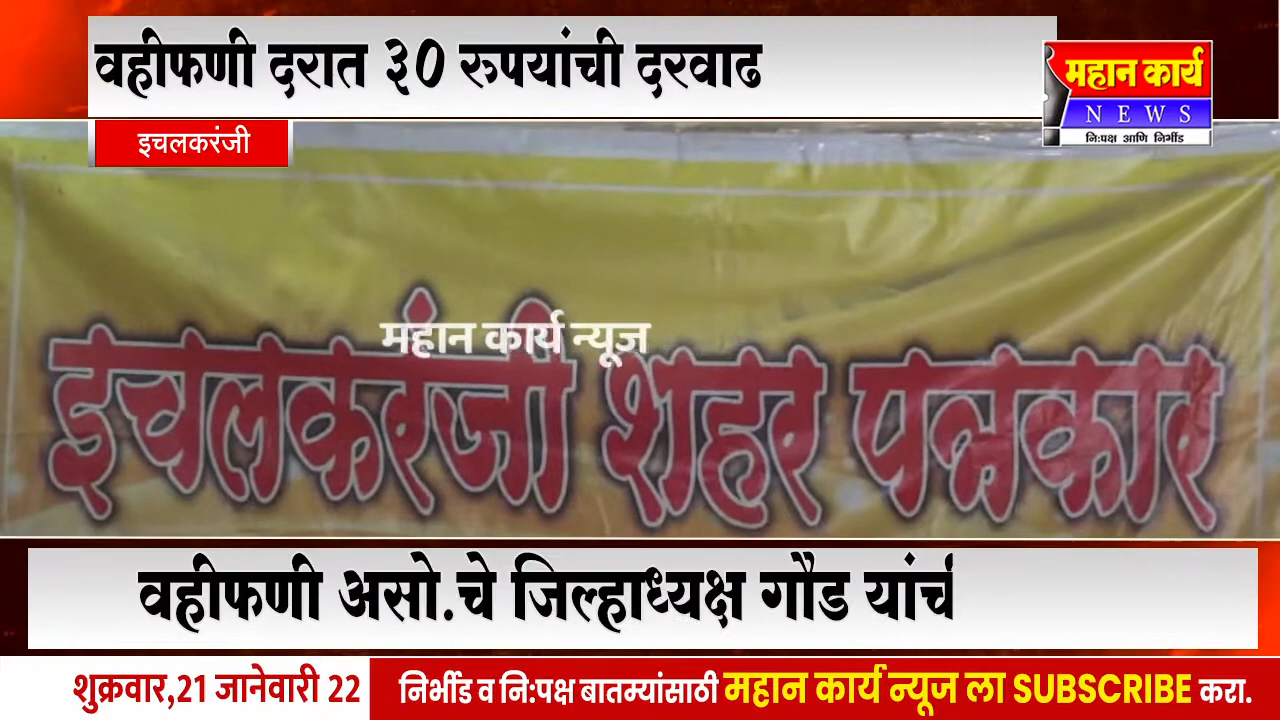 वहीफणी दरात ३0 रुपयांची दरवाढ
महान कार्य
NEWS
नि:पक्ष आणि निर्भीड
इचलकरंजी
महान कार्य न्यूज
इचलकरंजी शहर पत्रकार
वहीफणी असो.चे जिल्हाध्यक्ष गौड
शुक्रवार,21 जानेवारी 22
निर्भीड व नि:पक्ष बातम्यांसाठी महान कार्य न्यूज ला SUBSCRIBE करा.